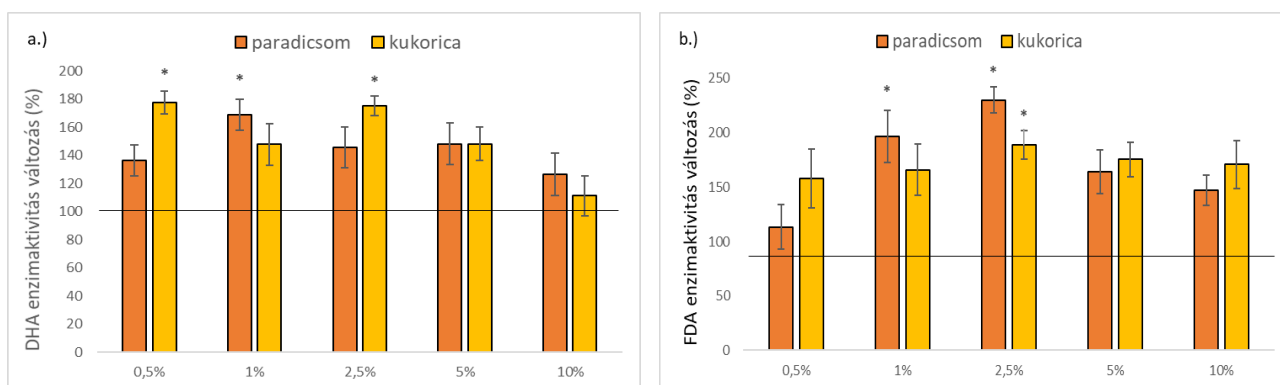 a.)
paradicsom kukorica
DHA enzimaktivitás változás (%)
200
180
160
140
120
100
80
60
40
20
0
* * *
0,5% 1% 2,5% 5% 10%
b.)
paradicsom kukorica
FDA enzimaktivitás változás (%)
250
200
150
100
50
0
* * *
0,5% 1% 2,5% 5% 10%